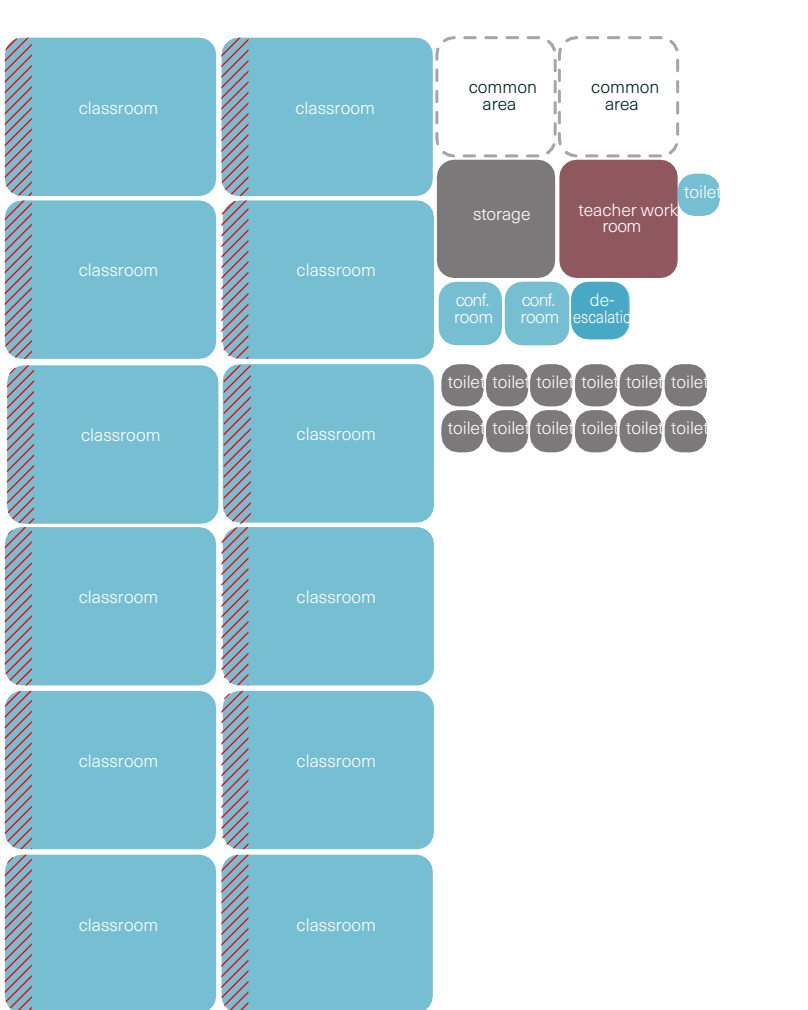 classroom
classroom
common
area
common
area
storage
teacher work
room
toilet
classroom
classroom
conf.
room
conf.
room
de-
escalatio
toilet
toilet
toilet
toilet
toilet
toilet
classroom
classroom
toilet
toilet
toilet
toilet
toilet
toilet
classroom
classroom
classroom
classroom
classroom
classroom